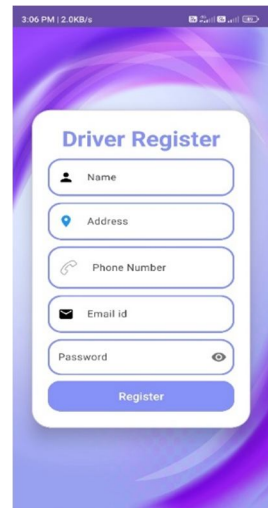 3:06 PM | 2.0KB/s
Driver Register
Name
Address
Phone Number
Email id
Password
Register